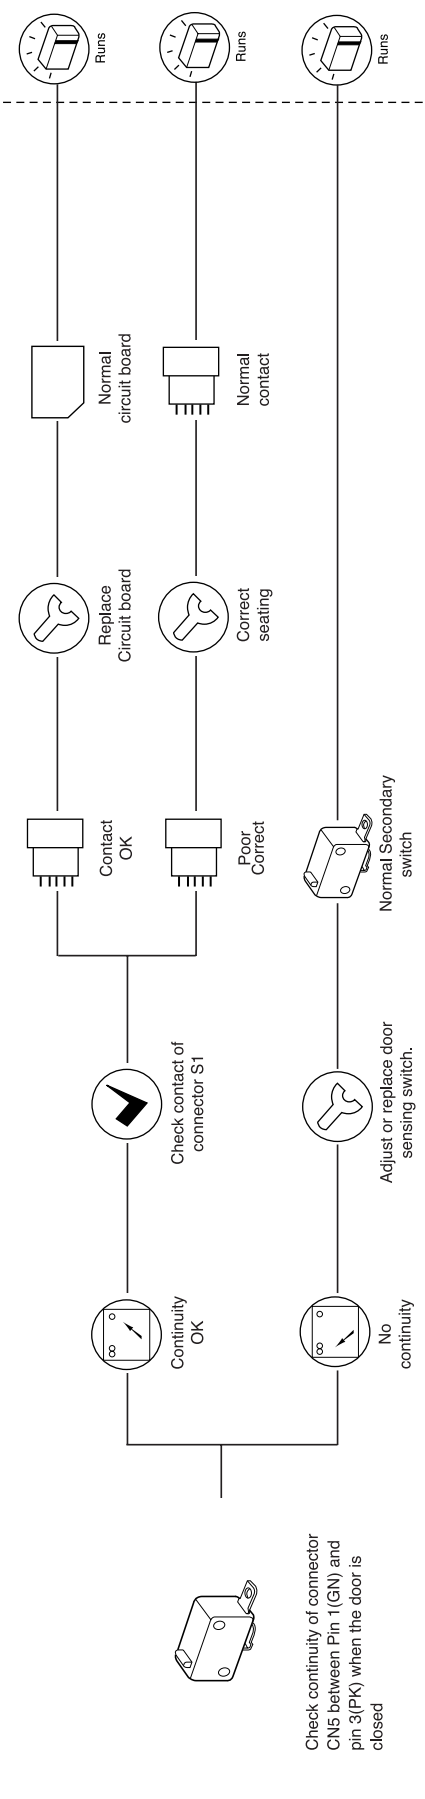 Check continuity of connector
CN5 between Pin 1(GN) and
pin 3(PK) when the door is
closed
Continuity
OK
Check contact of
connector S1
Contact
OK
Replace
Circuit board
Normal
circuit board
Runs
Poor
Correct
Correct
seating
Normal
contact
Runs
No
continuity
Adjust or replace door
sensing switch.
Normal Secondary
switch
Runs